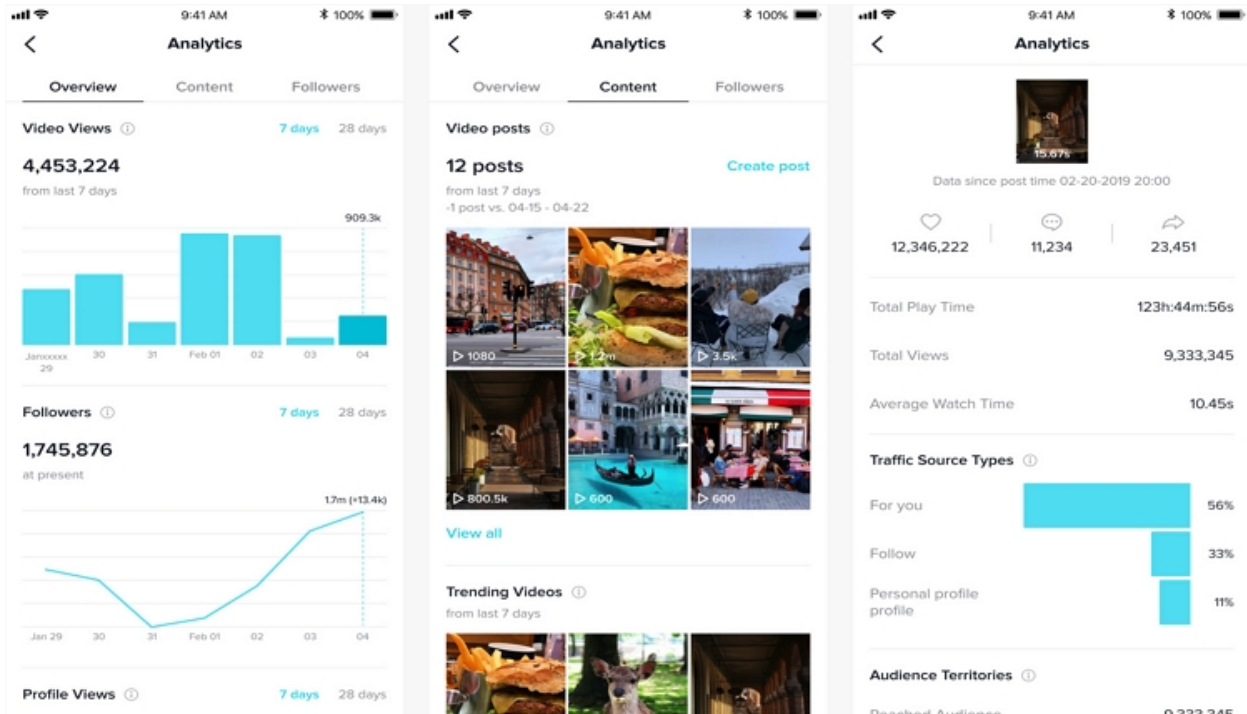 9:41 AM
100%
Analytics
Overview
Content
Followers
Video Views
7 days
28 days
4,453,224
from last 7 days
909.3k
Janxxxxx
29
30
31
Feb 01
02
03
04
Followers
7 days
28 days
1,745,876
at present
1.7m (+13.4k)
Jan 29
30
31
Feb 01
02
03
04
Profile Views
7 days
28 days
9:41 AM
100%
Analytics
Overview
Content
Followers
Video posts
12 posts
Create post
from last 7 days
-1 post vs. 04-15 - 04-22
1080
1.2m
3.5k
800.5k
600
600
View all
Trending Videos
from last 7 days
9:41 AM
100%
Analytics
15.67s
Data since post time 02-20-2019 20:00
12,346,222
11,234
23,451
Total Play Time
123h:44m:56s
Total Views
9,333,345
Average Watch Time
10.45s
Traffic Source Types
For you
56%
Follow
33%
Personal profile
profile
11%
Audience Territories
Reached Audience
9,333,345